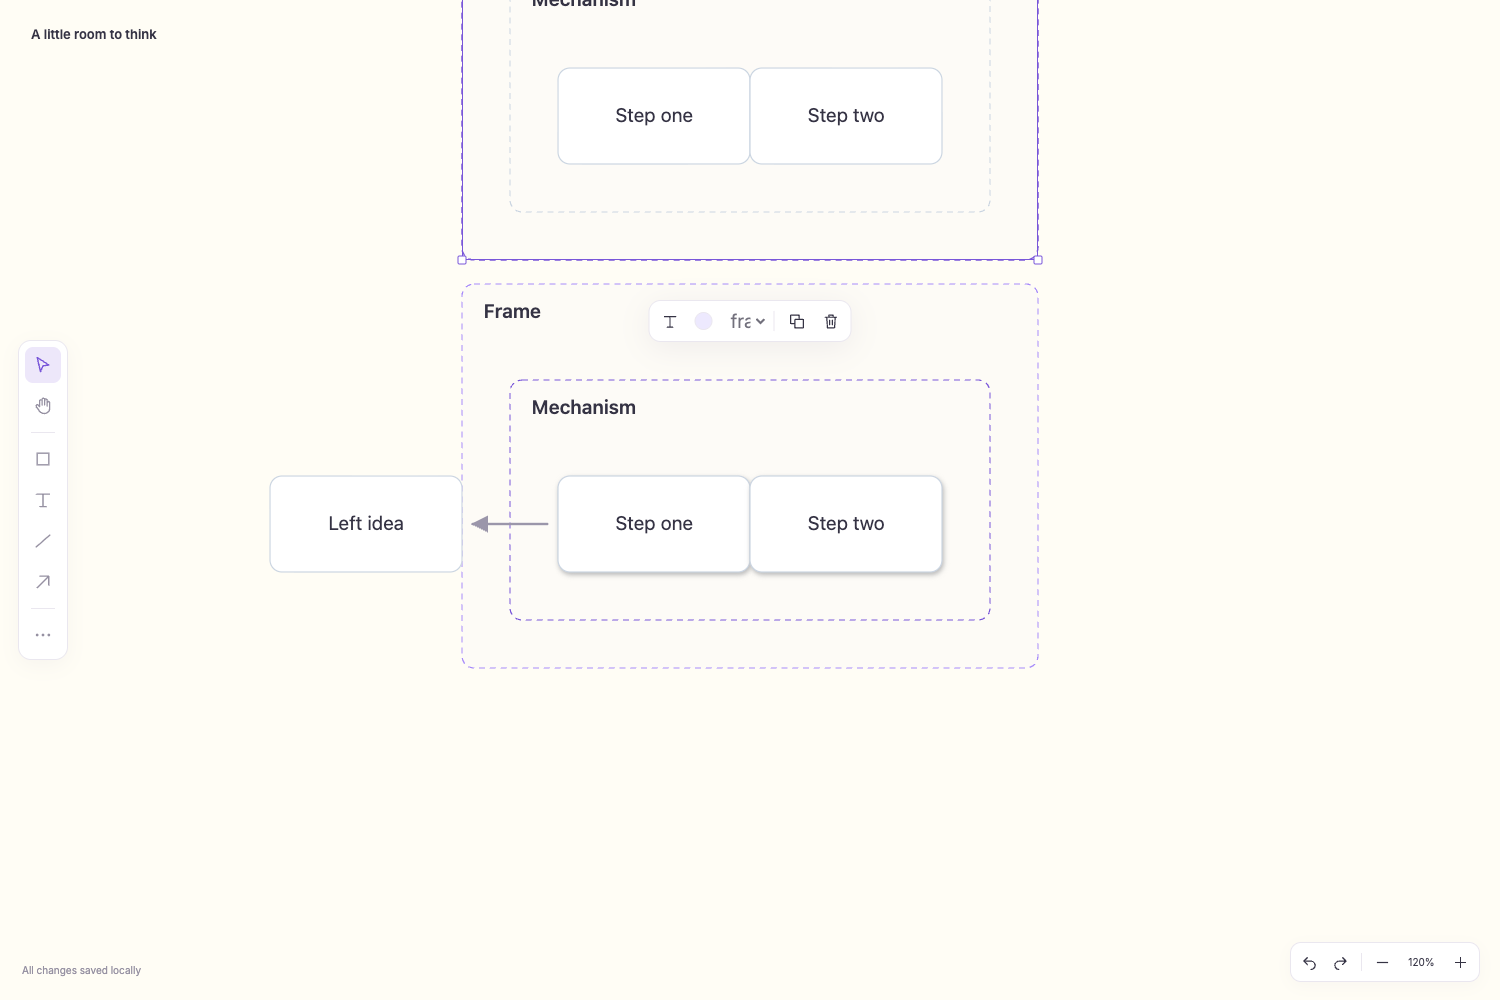 Mechanism
A little room to think
Step one
Step two
Frame
fra
Mechanism
Left idea
Step one
Step two
All changes saved locally
120%